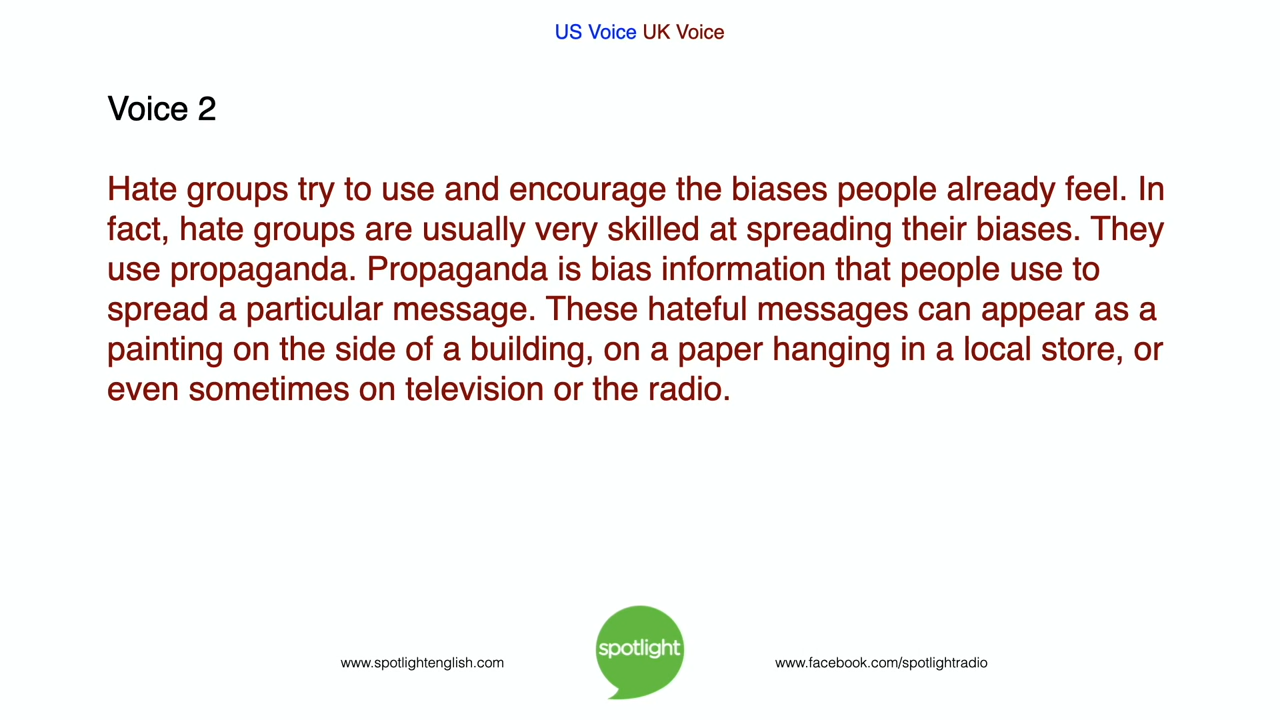 US Voice UK Voice
Voice 2
Hate groups try to use and encourage the biases people already feel. In
fact, hate groups are usually very skilled at spreading their biases. They
use propaganda. Propaganda is bias information that people use to
spread a particular message. These hateful messages can appear as a
painting on the side of a building, on a paper hanging in a local store, or
even sometimes on television or the radio.
www.spotlightenglish.com
spotlight
www.facebook.com/spotlightradio